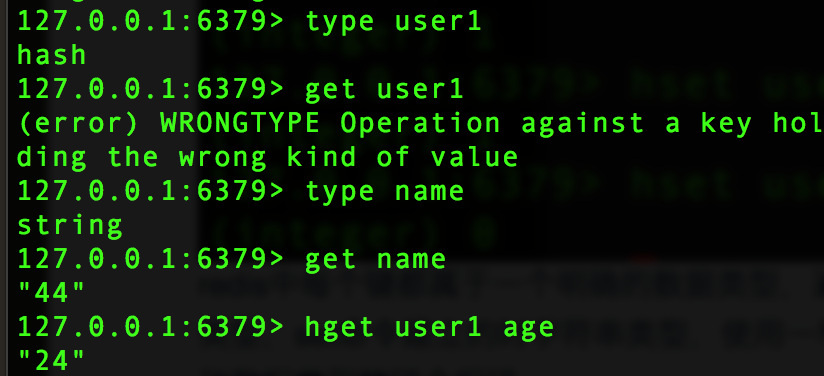 127.0.0.1:6379> type user1
hash
127.0.0.1:6379> get user1
(error) WRONGTYPE Operation against a key hol
ding the wrong kind of value
127.0.0.1:6379> type name
string
127.0.0.1:6379> get name
"44"
127.0.0.1:6379> hget user1 age
"24"